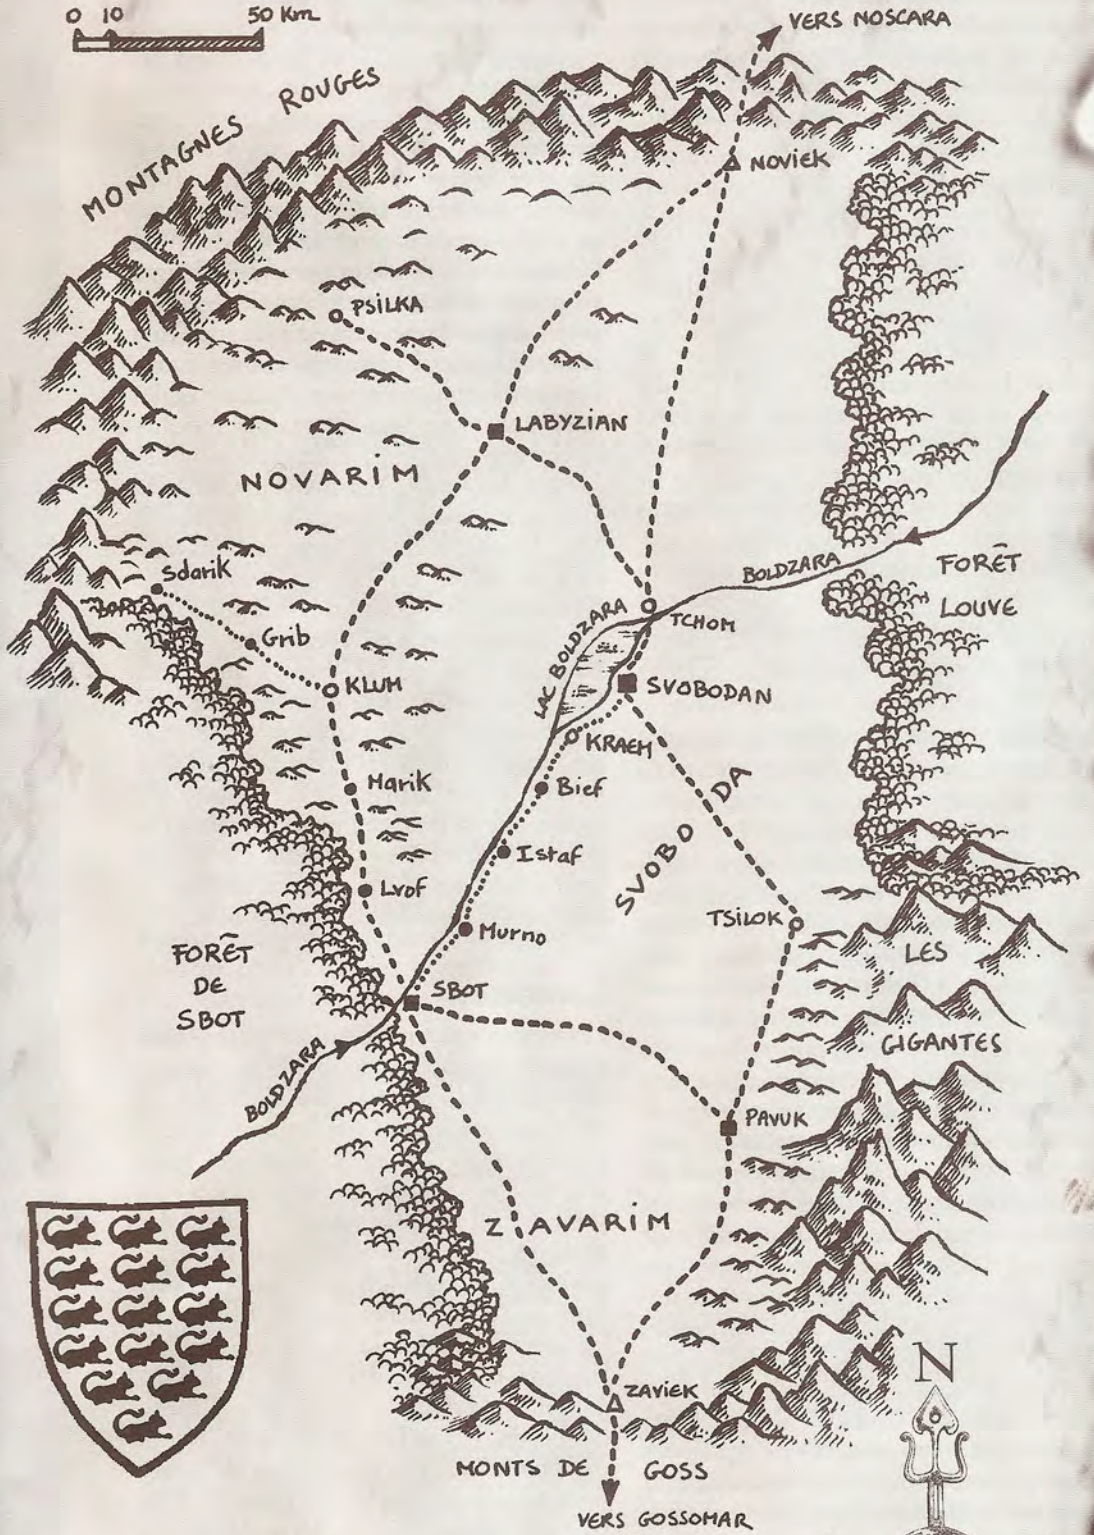 0 10 50 Km
VERS NOSCARA
MONTAGNES ROUGES
NOVIEK
PSILKA
LABYZIAN
NOVARIM
BOLDZARA
FORÊT
LOUVE
Sdarik
Grib
KLUM
LAC BOLDZARA
TCHOM
SVOBODAN
KRAEM
Marik
Bief
SVOBODA
Istaf
Lvof
TSILOK
Murno
LES
GIGANTES
FORÊT
DE
SBOT
SBOT
BOLDZARA
PAVUK
ZAVARIM
N
ZAVIEK
MONTS DE GOSS
VERS GOSSOMAR